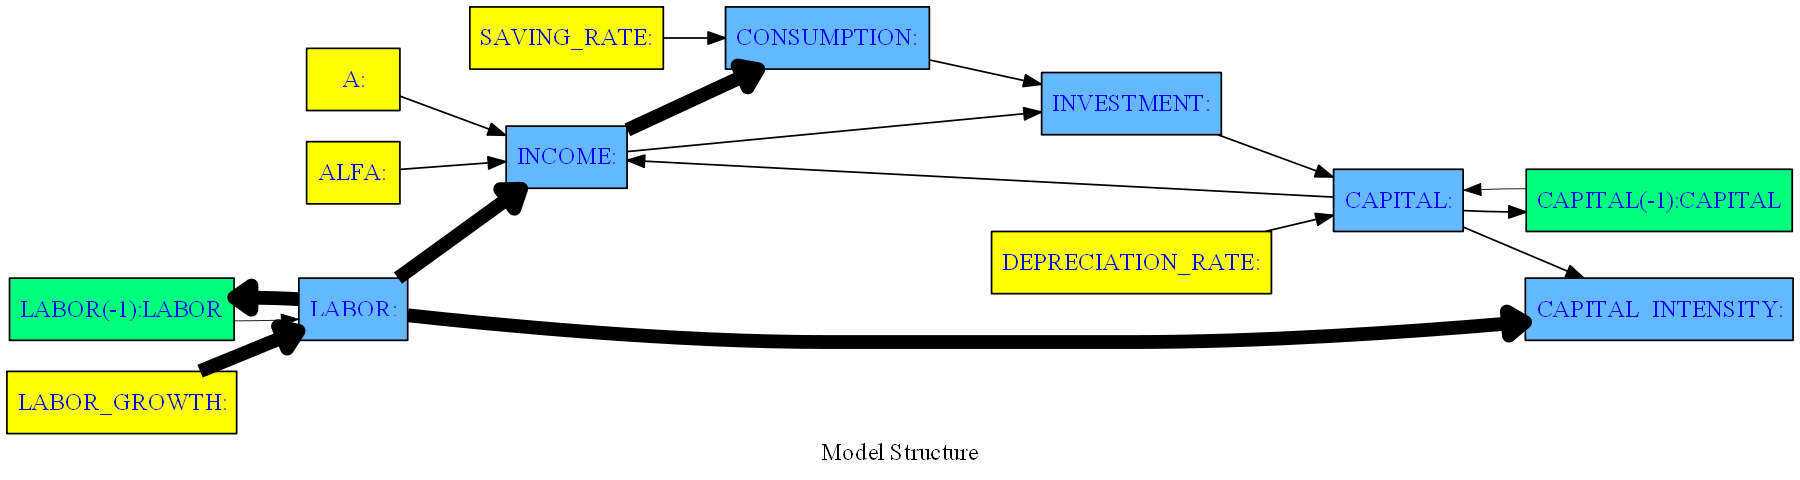 SAVING_RATE:
CONSUMPTION:
A:
INVESTMENT:
INCOME:
ALFA:
CAPITAL:
CAPITAL(-1):CAPITAL
DEPRECIATION_RATE:
LABOR(-1):LABOR
LABOR:
CAPITAL_INTENSITY:
LABOR_GROWTH:
Model Structure